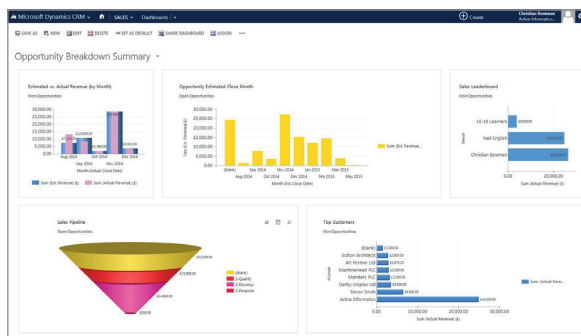 Microsoft Dynamics CRM
SALES
Dashboards
Create
Christian Bowman
Active Informatics...
SAVE AS
NEW
EDIT
DELETE
SET AS DEFAULT
SHARE DASHBOARD
ASSIGN
Opportunity Breakdown Summary
Estimated vs. Actual Revenue (by Month)
Won Opportunities
30,000.00
25,000.00
20,000.00
15,000.00
10,000.00
5,000.00
0.00
Aug 2014
Oct 2014
Dec 2014
Sep 2014
Nov 2014
Month (Actual Close Date)
Sum (Est. Revenue) ($)
Sum (Actual Revenue) ($)
Opportunity Estimated Close Month
Open Opportunities
Sum (Est. Revenue) ($)
30,000.00
25,000.00
20,000.00
15,000.00
10,000.00
5,000.00
0.00
(blank)
Sep 2014
Nov 2014
Jan 2015
Mar 2015
Aug 2014
Oct 2014
Dec 2014
Feb 2015
May 2015
Month (Est. Close Date)
Sum (Est. Revenue...
Sales Leaderboard
Won Opportunities
Owner
16-18 Learners
Neil English
Christian Bowman
0.00
20,000.00
Sum (Actual Revenue) ($)
Sales Pipeline
Open Opportunities
(blank)
1-Qualify
2-Develop
3-Propose
Top Customers
Won Opportunities
Account
(blank)
Sutton Architects
Art Former Ltd
MachineHead PLC
Manders PLC
Danby Uniplex Ltd
Simon Smith
Active Informatics
0.00
10,000.00
20,000.00
30,000.00
Sum (Actual Revenue) ($)
Sum (Actual Reven...